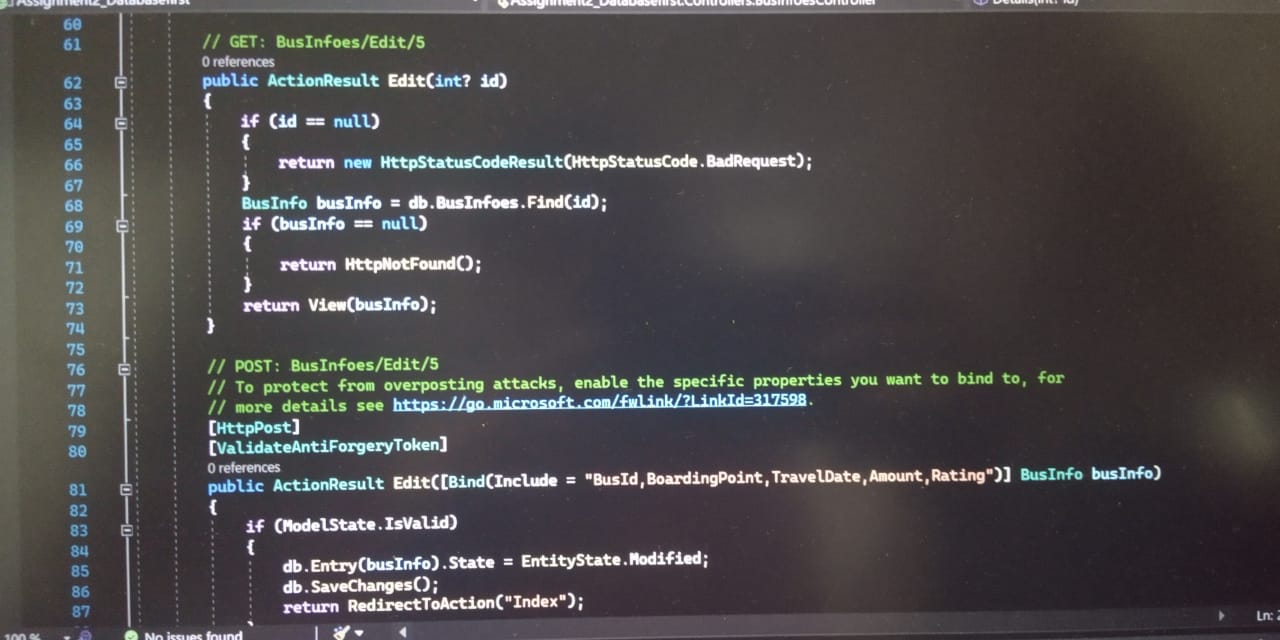 Assignment2_Databasefirst Assignment2_Databasefirst.Controllers.BusInfoesController Details(int? id)
60
61 // GET: BusInfoes/Edit/5
0 references
62 public ActionResult Edit(int? id)
63 {
64 if (id == null)
65 {
66 return new HttpStatusCodeResult(HttpStatusCode.BadRequest);
67 }
68 BusInfo busInfo = db.BusInfoes.Find(id);
69 if (busInfo == null)
70 {
71 return HttpNotFound();
72 }
73 return View(busInfo);
74 }
75
76 // POST: BusInfoes/Edit/5
77 // To protect from overposting attacks, enable the specific properties you want to bind to, for
78 // more details see https://go.microsoft.com/fwlink/?LinkId=317598.
79 [HttpPost]
80 [ValidateAntiForgeryToken]
0 references
81 public ActionResult Edit([Bind(Include = "BusId,BoardingPoint,TravelDate,Amount,Rating")] BusInfo busInfo)
82 {
83 if (ModelState.IsValid)
84 {
85 db.Entry(busInfo).State = EntityState.Modified;
86 db.SaveChanges();
87 return RedirectToAction("Index");
100 % No issues found Ln: